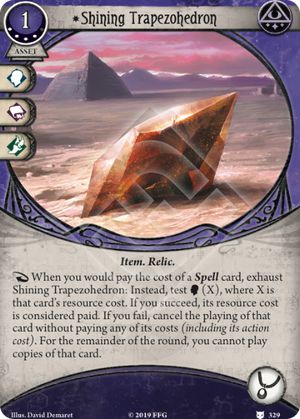 1
*Shining Trapezohedron
ASSET
Item. Relic.
When you would pay the cost of a Spell card, exhaust
Shining Trapezohedron: Instead, test (X), where X is
that card's resource cost. If you succeed, its resource cost
is considered paid. If you fail, cancel the playing of that
card without paying any of its costs (including its action
cost). For the remainder of the round, you cannot play
copies of that card.
Illus. David Demaret
© 2019 FFG
329